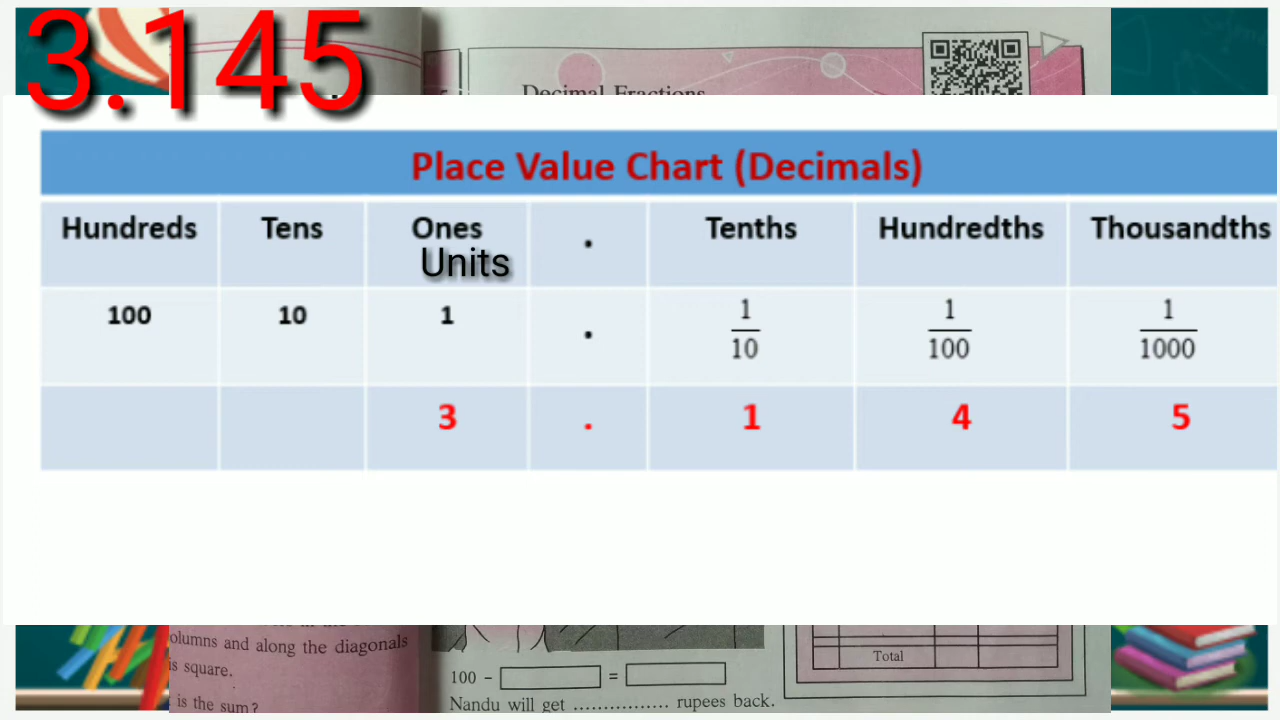 3.145
Decimal Fractions
Place Value Chart (Decimals)
Hundreds Tens Ones . Tenths Hundredths Thousandths
Units
100 10 1 . 1/10 1/100 1/1000
3 . 1 4 5
olumns and along the diagonals
is square.
is the sum?
Total
100 - =
Nandu will get ................ rupees back.